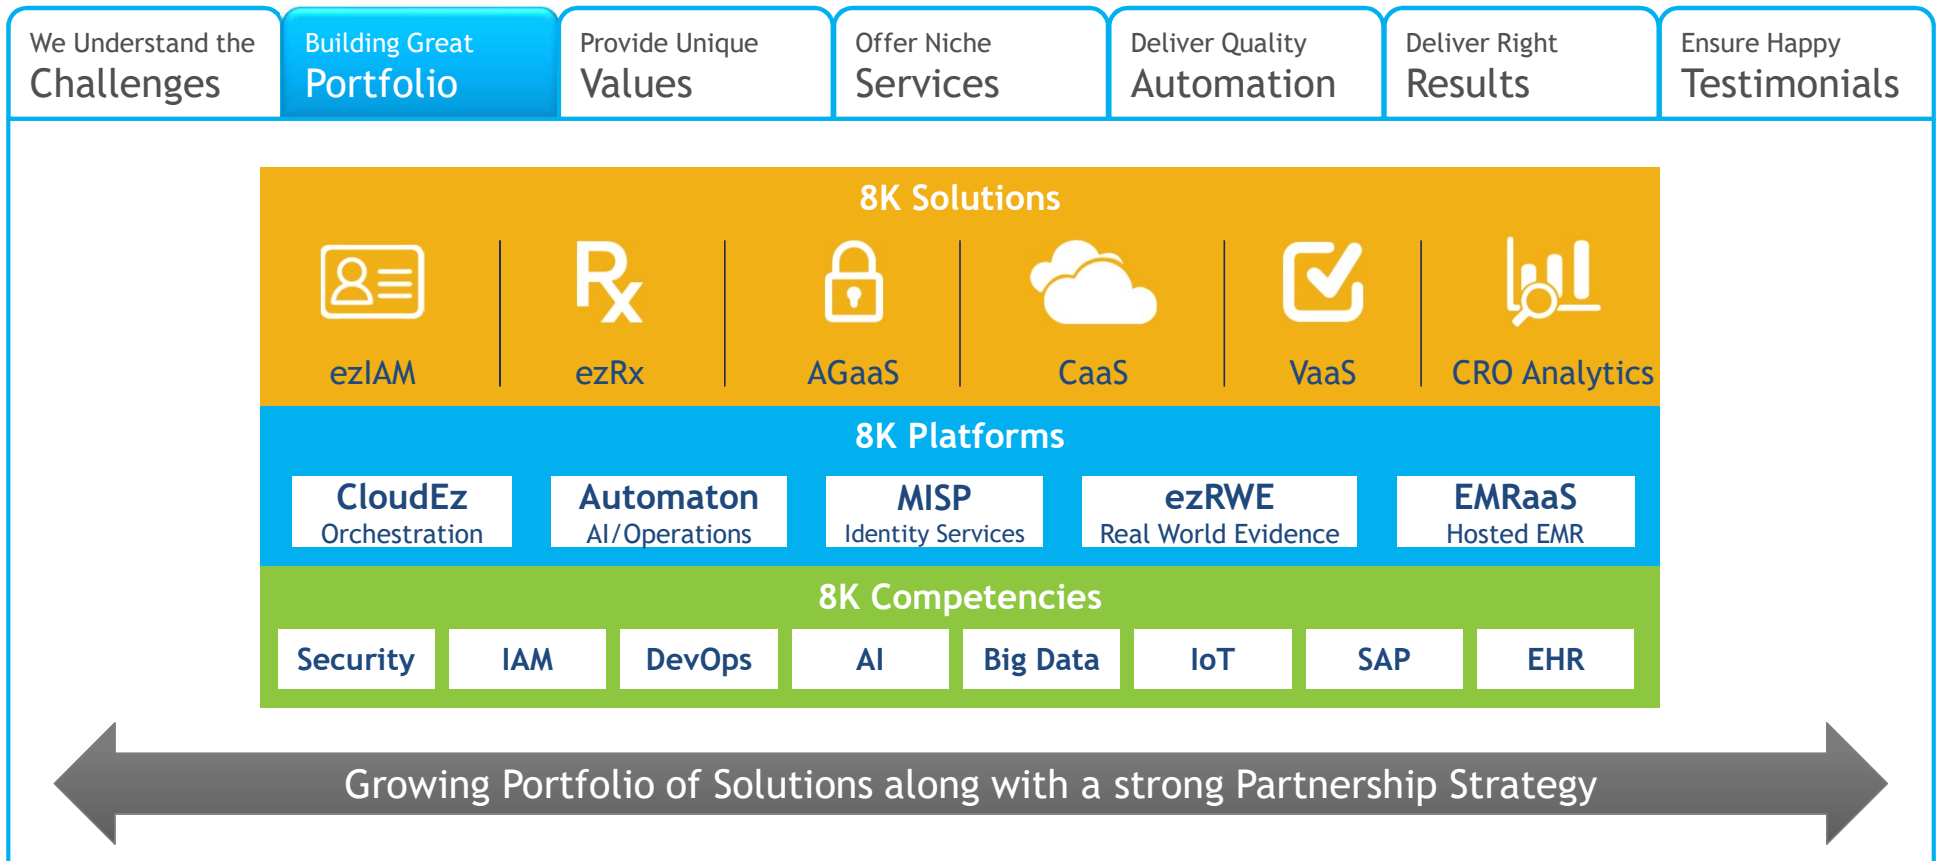 We Understand the
Challenges
Building Great
Portfolio
Provide Unique
Values
Offer Niche
Services
Deliver Quality
Automation
Deliver Right
Results
Ensure Happy
Testimonials
8K Solutions
Rx
ezIAM
ezRx
AGaaS
CaaS
VaaS
CRO Analytics
8K Platforms
CloudEz
Orchestration
Automaton
AI/Operations
MISP
Identity Services
ezRWE
Real World Evidence
EMRaaS
Hosted EMR
8K Competencies
Security
IAM
DevOps
AI
Big Data
IoT
SAP
EHR
Growing Portfolio of Solutions along with a strong Partnership Strategy